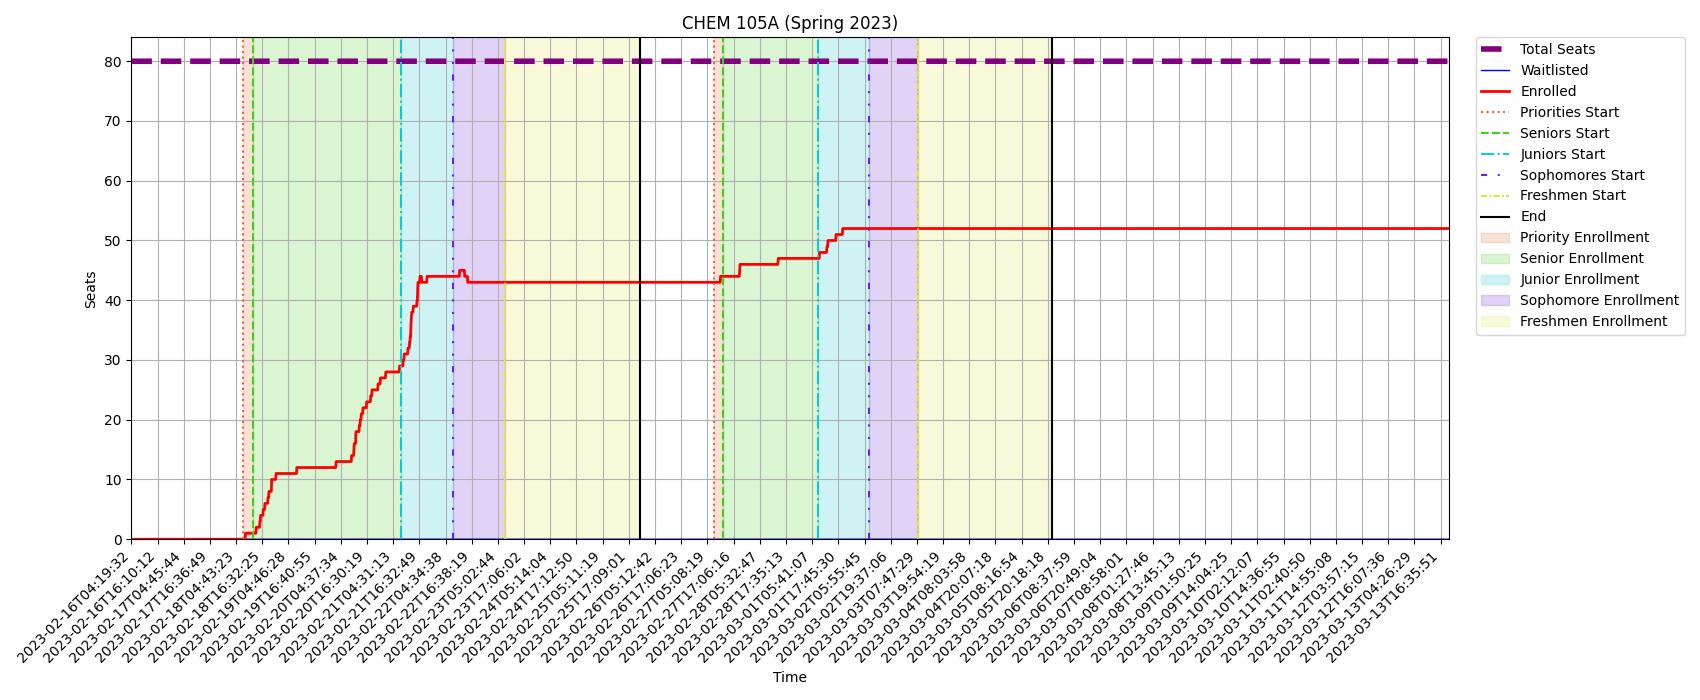 CHEM 105A (Spring 2023)
Seats
80
70
60
50
40
30
20
10
0
2023-02-16T04:19:32
2023-02-16T16:10:12
2023-02-17T04:45:44
2023-02-17T16:36:49
2023-02-18T04:43:23
2023-02-18T16:32:25
2023-02-19T04:46:28
2023-02-19T16:40:55
2023-02-20T04:37:34
2023-02-20T16:30:19
2023-02-21T04:31:13
2023-02-21T16:32:49
2023-02-22T04:34:38
2023-02-22T16:38:19
2023-02-23T05:02:44
2023-02-23T17:06:02
2023-02-24T05:14:04
2023-02-24T17:12:50
2023-02-25T05:11:19
2023-02-25T17:09:01
2023-02-26T05:12:42
2023-02-26T17:06:23
2023-02-27T05:08:19
2023-02-27T17:06:16
2023-02-28T05:32:47
2023-02-28T17:35:13
2023-03-01T05:41:07
2023-03-01T17:45:30
2023-03-02T05:55:45
2023-03-02T19:37:06
2023-03-03T07:47:29
2023-03-03T19:54:19
2023-03-04T08:03:58
2023-03-04T20:07:18
2023-03-05T08:16:54
2023-03-05T20:18:18
2023-03-06T08:37:59
2023-03-06T20:49:04
2023-03-07T08:58:01
2023-03-08T01:27:46
2023-03-08T13:45:13
2023-03-09T01:50:25
2023-03-09T14:04:25
2023-03-10T02:12:07
2023-03-10T14:36:55
2023-03-11T02:40:50
2023-03-11T14:55:08
2023-03-12T03:57:15
2023-03-12T16:07:36
2023-03-13T04:26:29
2023-03-13T16:35:51
Time
Total Seats
Waitlisted
Enrolled
Priorities Start
Seniors Start
Juniors Start
Sophomores Start
Freshmen Start
End
Priority Enrollment
Senior Enrollment
Junior Enrollment
Sophomore Enrollment
Freshmen Enrollment